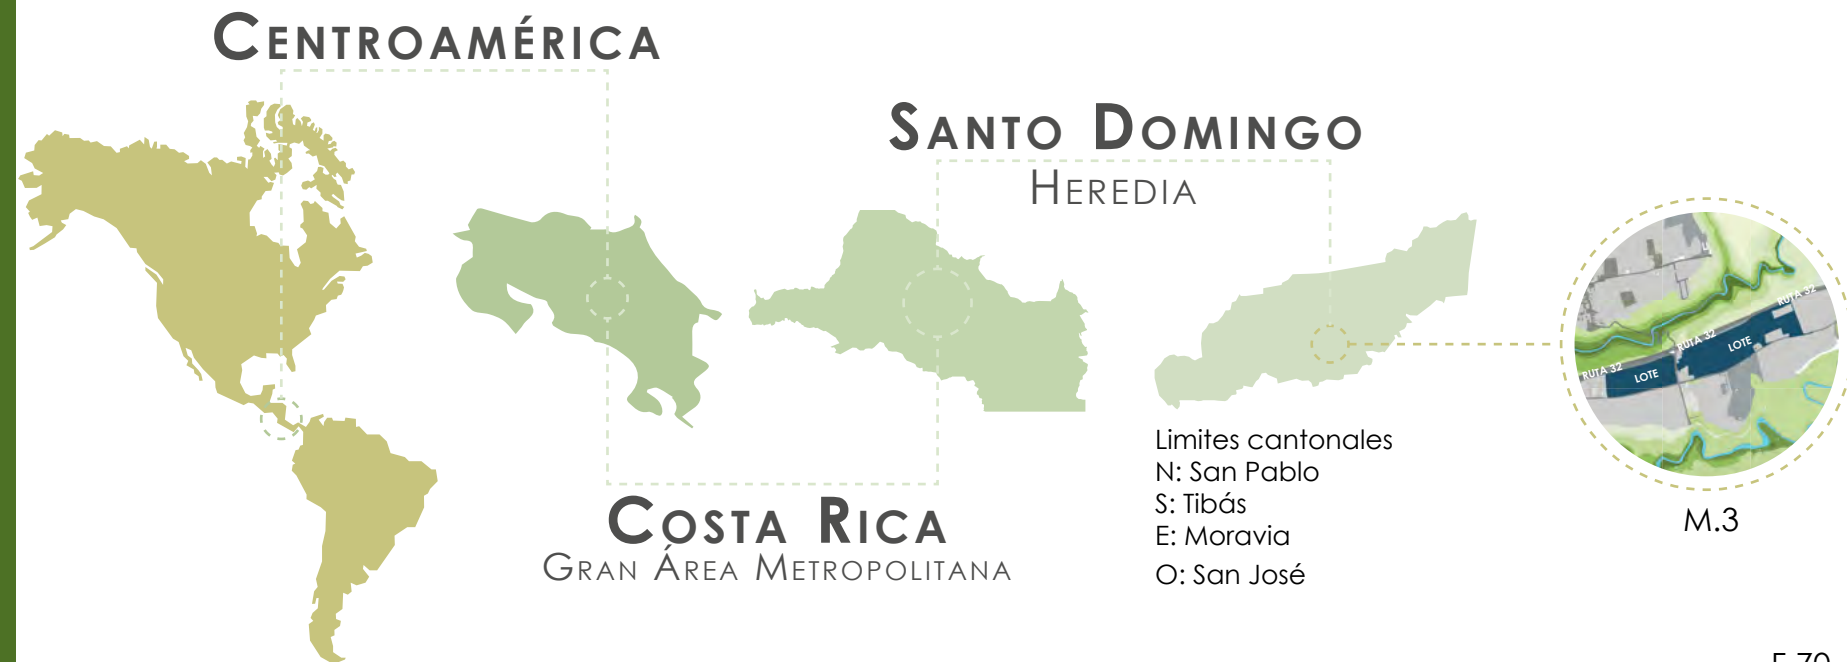 CENTROAMÉRICA
SANTO DOMINGO
HEREDIA
COSTA RICA
GRAN ÁREA METROPOLITANA
Limites cantonales
N: San Pablo
S: Tibás
E: Moravia
O: San José
RUTA 32
RUTA 32
LOTE
RUTA 32
LOTE
M.3